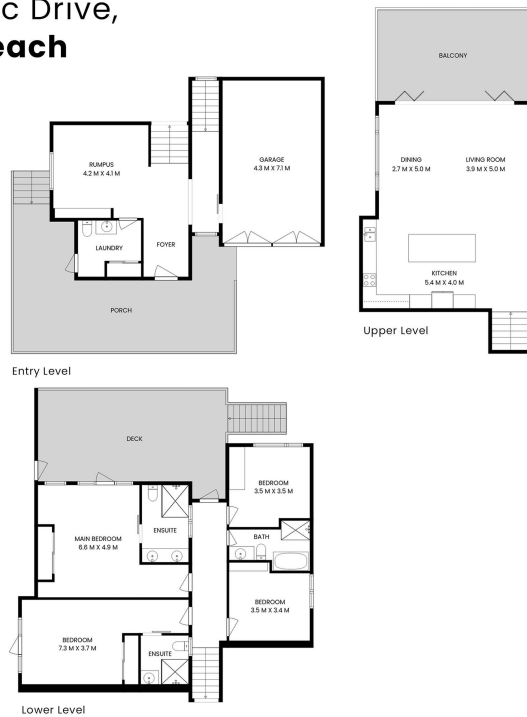 c Drive,
each
BALCONY
DINING
2.7 M X 5.0 M
LIVING ROOM
3.9 M X 5.0 M
KITCHEN
5.4 M X 4.0 M
Upper Level
RUMPUS
4.2 M X 4.1 M
GARAGE
4.3 M X 7.1 M
LAUNDRY
FOYER
PORCH
Entry Level
DECK
BEDROOM
3.5 M X 3.5 M
MAIN BEDROOM
6.6 M X 4.9 M
ENSUITE
BATH
BEDROOM
3.5 M X 3.4 M
BEDROOM
7.3 M X 3.7 M
ENSUITE
Lower Level